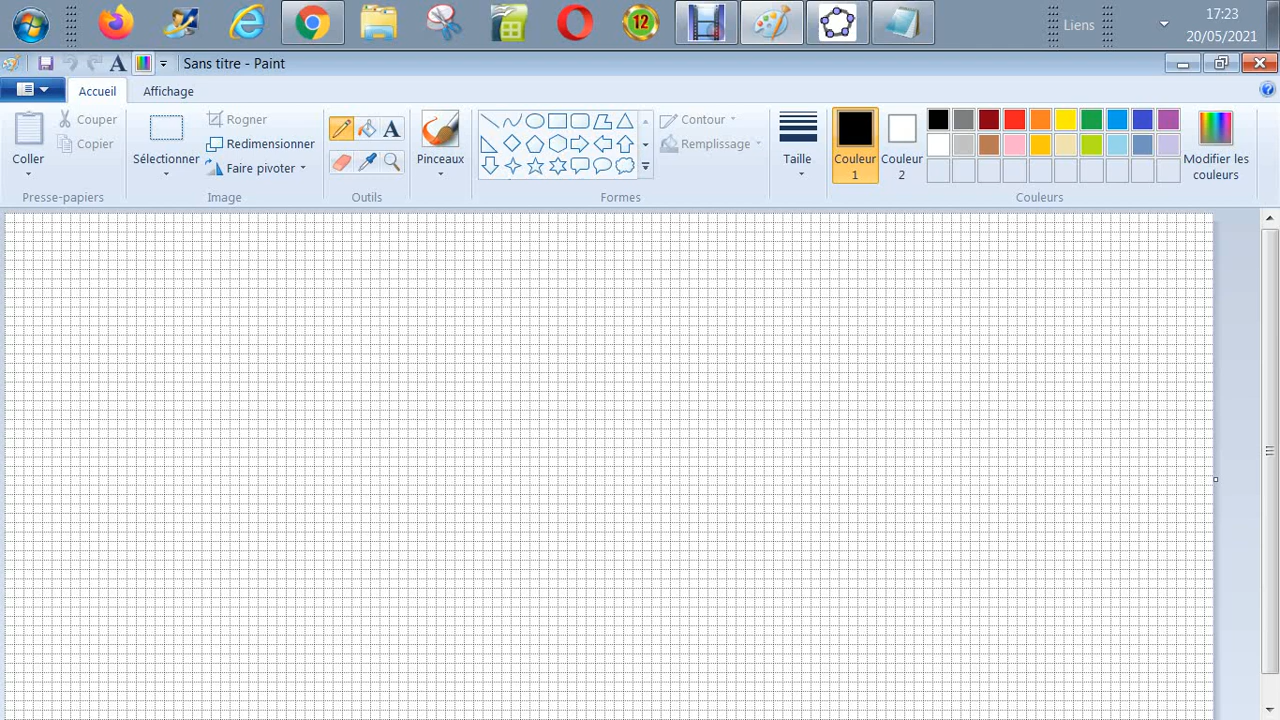 12
Liens
17:23
20/05/2021
Sans titre - Paint
Accueil
Affichage
Coller
Couper
Copier
Presse-papiers
Sélectionner
Rogner
Redimensionner
Faire pivoter
Image
A
Outils
Pinceaux
Contour
Remplissage
Formes
Taille
Couleur
1
Couleur
2
Modifier les
couleurs
Couleurs